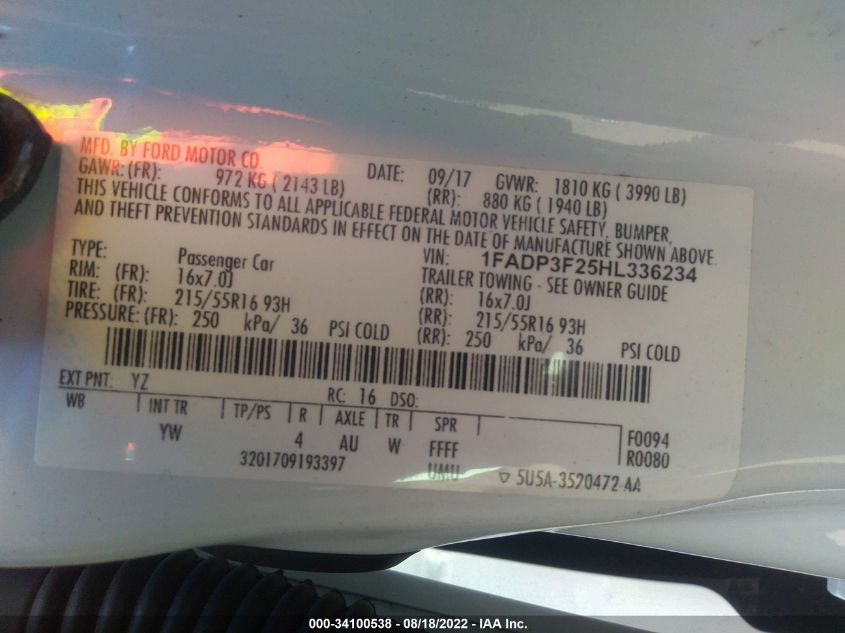 MFD. BY FORD MOTOR CO. DATE: 09/17 GVWR: 1810 KG ( 3990 LB)
GAWR:(FR): 972 KG ( 2143 LB) (RR): 880 KG ( 1940 LB)
THIS VEHICLE CONFORMS TO ALL APPLICABLE FEDERAL MOTOR VEHICLE SAFETY, BUMPER,
AND THEFT PREVENTION STANDARDS IN EFFECT ON THE DATE OF MANUFACTURE SHOWN ABOVE.
VIN: 1FADP3F25HL336234
TYPE: Passenger Car TRAILER TOWING - SEE OWNER GUIDE
RIM: (FR): 16x7.0J (RR): 16x7.0J
TIRE: (FR): 215/55R16 93H (RR): 215/55R16 93H
PRESSURE: (FR): 250 kPa/ 36 PSI COLD (RR): 250 kPa/ 36 PSI COLD
EXT PNT: YZ RC: 16 DSO:
WB INT TR TP/PS R AXLE TR SPR F0094
YW 4 AU W FFFF R0080
3201709193397 UMU 5U5A-3520472 AA
000-34100538 - 08/18/2022 - IAA Inc.